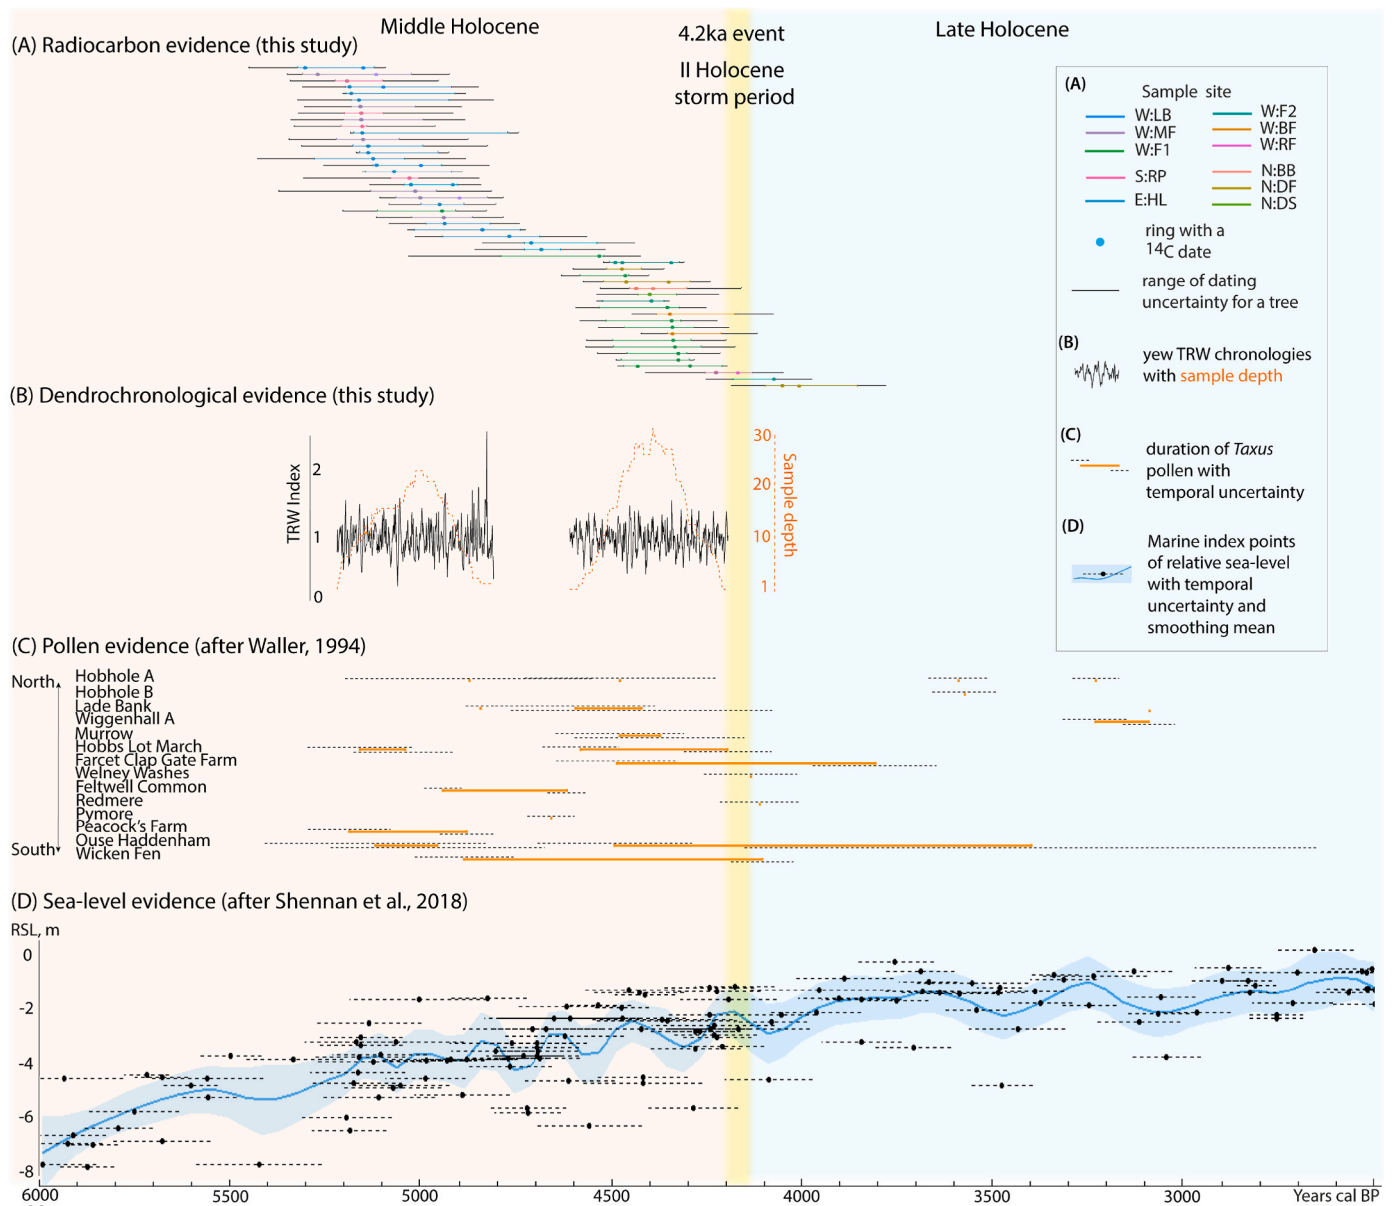 Middle Holocene
4.2ka event
Late Holocene
(A) Radiocarbon evidence (this study)
II Holocene
storm period
(A)
Sample site
W:LB
W:F2
W:MF
W:BF
W:F1
W:RF
S:RP
N:BB
N:DF
E:HL
N:DS
ring with a
14C date
range of dating
uncertainty for a tree
(B)
yew TRW chronologies
with sample depth
(C)
duration of Taxus
pollen with
temporal uncertainty
(D)
Marine index points
of relative sea-level
with temporal
uncertainty and
smoothing mean
(B) Dendrochronological evidence (this study)
TRW Index
2
1
0
30
20
10
1
Sample depth
(C) Pollen evidence (after Waller, 1994)
North
Hobhole A
Hobhole B
Lade Bank
Wiggenhall A
Murrow
Hobbs Lot March
Farcet Clap Gate Farm
Welney Washes
Feltwell Common
Redmere
Pymore
Peacock's Farm
Ouse Haddenham
South
Wicken Fen
(D) Sea-level evidence (after Shennan et al., 2018)
RSL, m
0
-2
-4
-6
-8
6000
5500
5000
4500
4000
3500
3000
Years cal BP